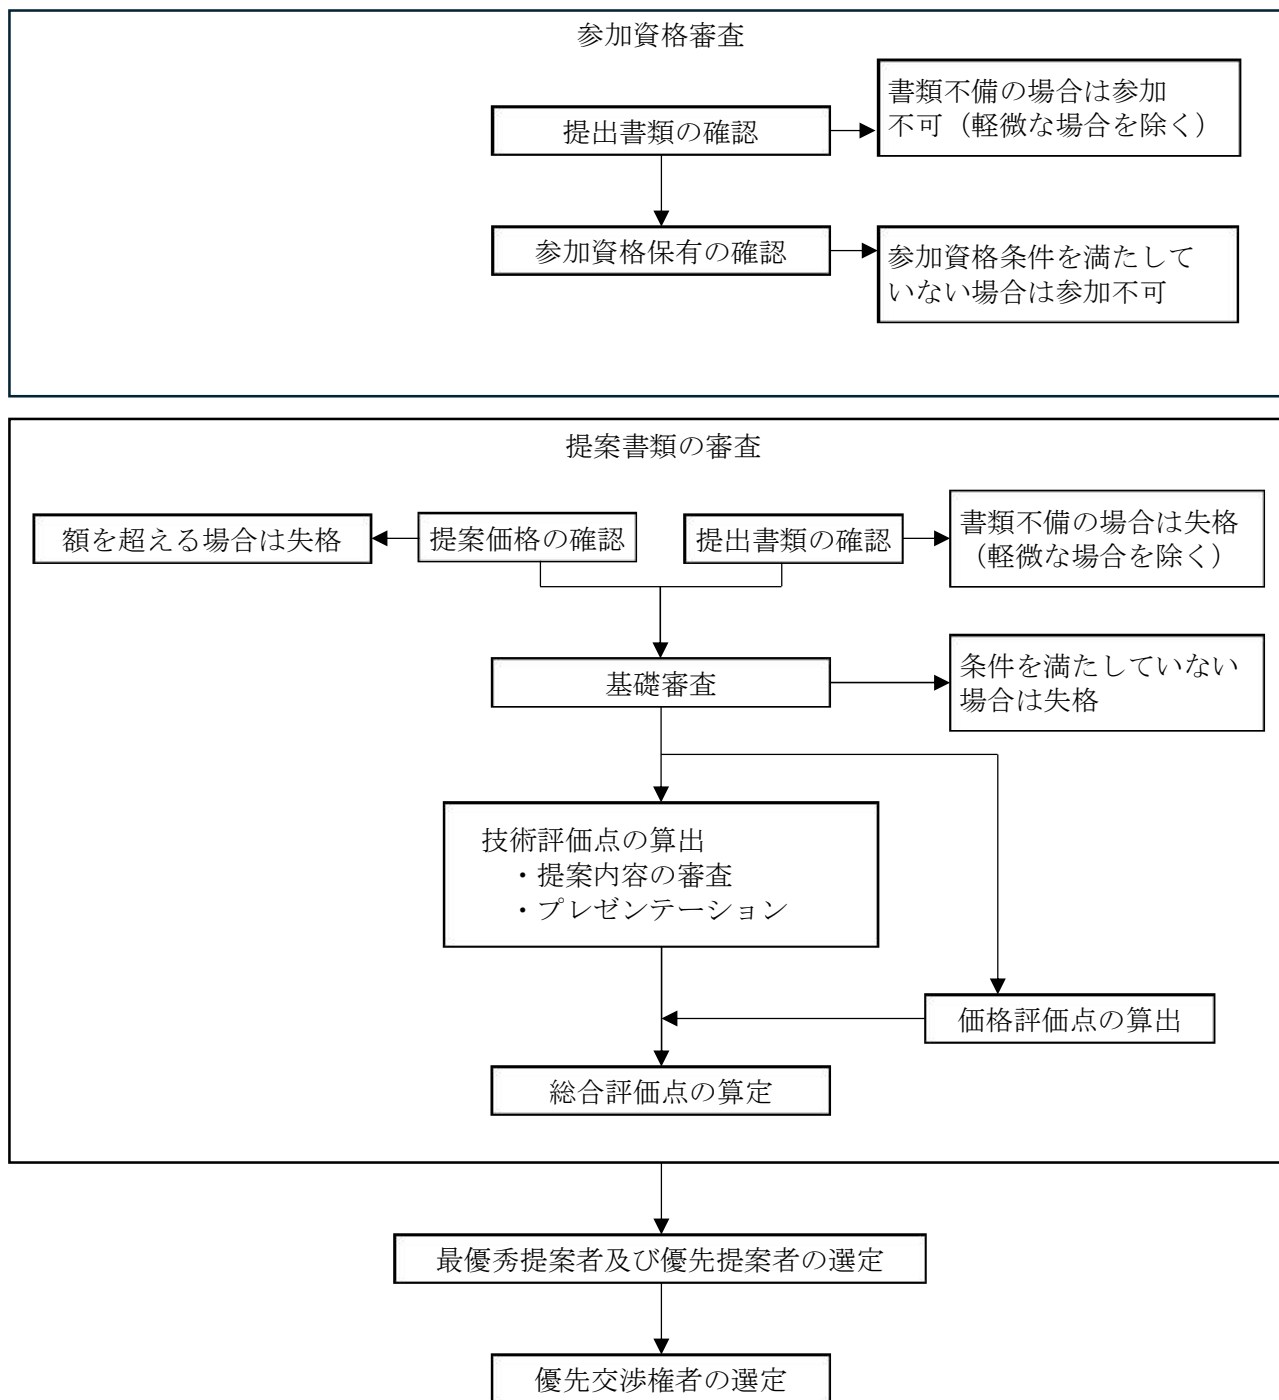 参加資格審査
提出書類の確認
書類不備の場合は参加
不可（軽微な場合を除く）
参加資格保有の確認
参加資格条件を満たして
いない場合は参加不可
提案書類の審査
額を超える場合は失格
提案価格の確認
提出書類の確認
書類不備の場合は失格
（軽微な場合を除く）
基礎審査
条件を満たしていない
場合は失格
技術評価点の算出
・提案内容の審査
・プレゼンテーション
価格評価点の算出
総合評価点の算定
最優秀提案者及び優先提案者の選定
優先交渉権者の選定